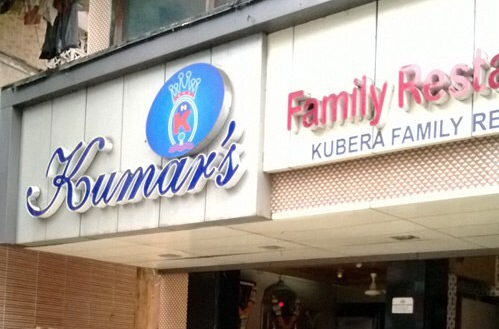 K
Kumar's
Family Resta
KUBERA FAMILY RE